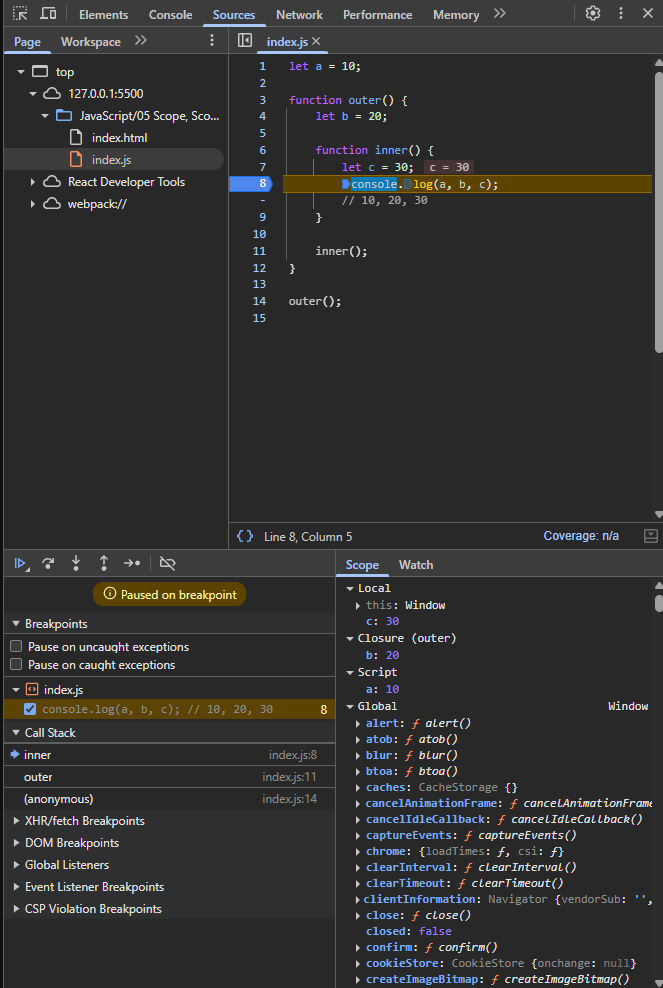 Elements Console Sources Network Performance Memory
Page Workspace
index.js
top
127.0.0.1:5500
JavaScript/05 Scope, Sco...
index.html
index.js
React Developer Tools
webpack://
1 let a = 10;
2
3 function outer() {
4 let b = 20;
5
6 function inner() {
7 let c = 30; c = 30
8 console.log(a, b, c);
- // 10, 20, 30
9 }
10
11 inner();
12 }
13
14 outer();
15
{} Line 8, Column 5 Coverage: n/a
Paused on breakpoint
Breakpoints
Pause on uncaught exceptions
Pause on caught exceptions
index.js
console.log(a, b, c); // 10, 20, 30 8
Call Stack
inner index.js:8
outer index.js:11
(anonymous) index.js:14
XHR/fetch Breakpoints
DOM Breakpoints
Global Listeners
Event Listener Breakpoints
CSP Violation Breakpoints
Scope Watch
Local
this: Window
c: 30
Closure (outer)
b: 20
Script
a: 10
Global Window
alert: ƒ alert()
atob: ƒ atob()
blur: ƒ blur()
btoa: ƒ btoa()
caches: CacheStorage {}
cancelAnimationFrame: ƒ cancelAnimationFrame
cancelIdleCallback: ƒ cancelIdleCallback()
captureEvents: ƒ captureEvents()
chrome: {loadTimes: ƒ, csi: ƒ}
clearInterval: ƒ clearInterval()
clearTimeout: ƒ clearTimeout()
clientInformation: Navigator {vendorSub: '',
close: ƒ close()
closed: false
confirm: ƒ confirm()
cookieStore: CookieStore {onchange: null}
createImageBitmap: ƒ createImageBitmap()